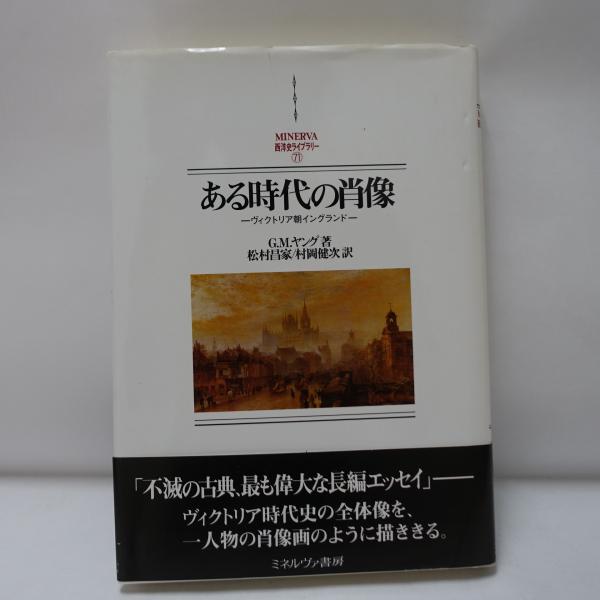 MINERVA
西洋史ライブラリー
71
ある時代の肖像
ーヴィクトリア朝イングランドー
G.M.ヤング 著
松村昌家/村岡健次 訳
「不滅の古典、最も偉大な長編エッセイ」――
ヴィクトリア時代史の全体像を、
一人物の肖像画のように描ききる。
ミネルヴァ書房